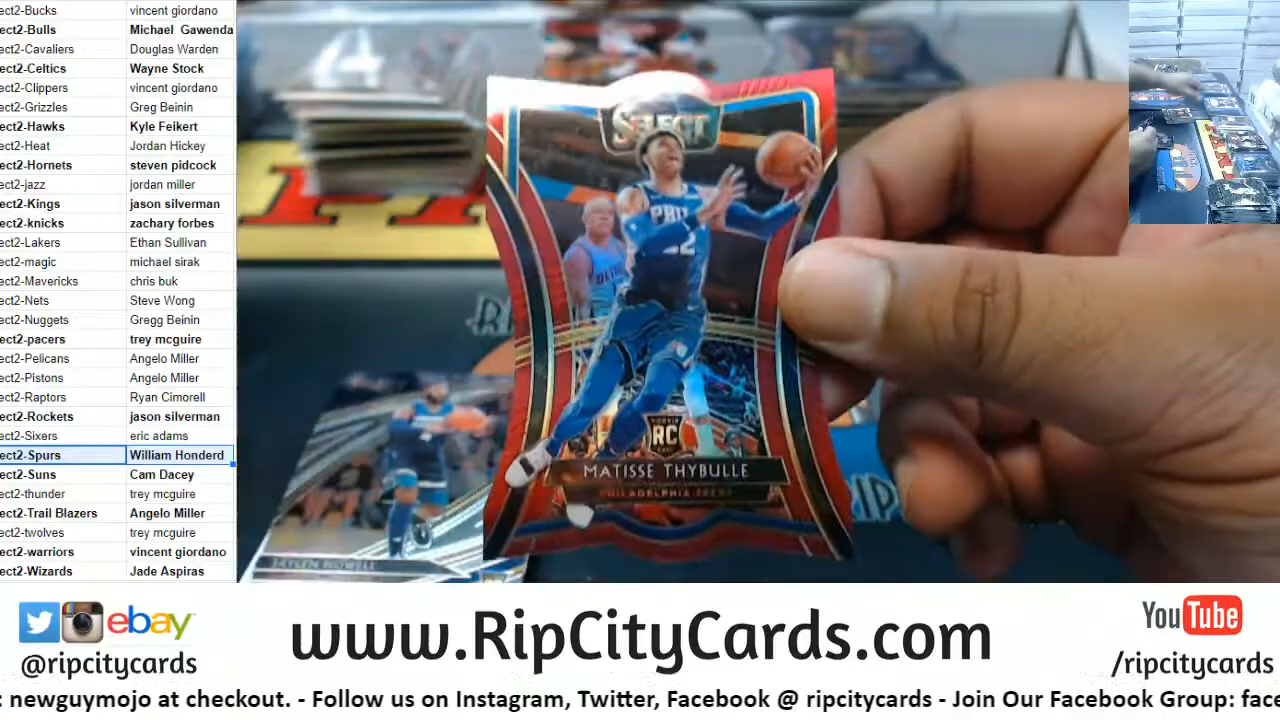 ect2-Bucks vincent giordano
ect2-Bulls Michael Gawenda
ect2-Cavaliers Douglas Warden
ect2-Celtics Wayne Stock
ect2-Clippers vincent giordano
ect2-Grizzles Greg Beinin
ect2-Hawks Kyle Feikert
ect2-Heat Jordan Hickey
ect2-Hornets steven pidcock
ect2-jazz jordan miller
ect2-Kings jason silverman
ect2-knicks zachary forbes
ect2-Lakers Ethan Sullivan
ect2-magic michael sirak
ect2-Mavericks chris buk
ect2-Nets Steve Wong
ect2-Nuggets Gregg Beinin
ect2-pacers trey mcguire
ect2-Pelicans Angelo Miller
ect2-Pistons Angelo Miller
ect2-Raptors Ryan Cimorell
ect2-Rockets jason silverman
ect2-Sixers eric adams
ect2-Spurs William Honderd
ect2-Suns Cam Dacey
ect2-thunder trey mcguire
ect2-Trail Blazers Angelo Miller
ect2-twolves trey mcguire
ect2-warriors vincent giordano
ect2-Wizards Jade Aspiras
SELECT
PHIL
22
RC
MATISSE THYBULLE
PHILADELPHIA 76ERS
JAYLEN NOWELL
ebay
@ripcitycards
www.RipCityCards.com
YouTube
/ripcitycards
: newguymojo at checkout. - Follow us on Instagram, Twitter, Facebook @ ripcitycards - Join Our Facebook Group: face